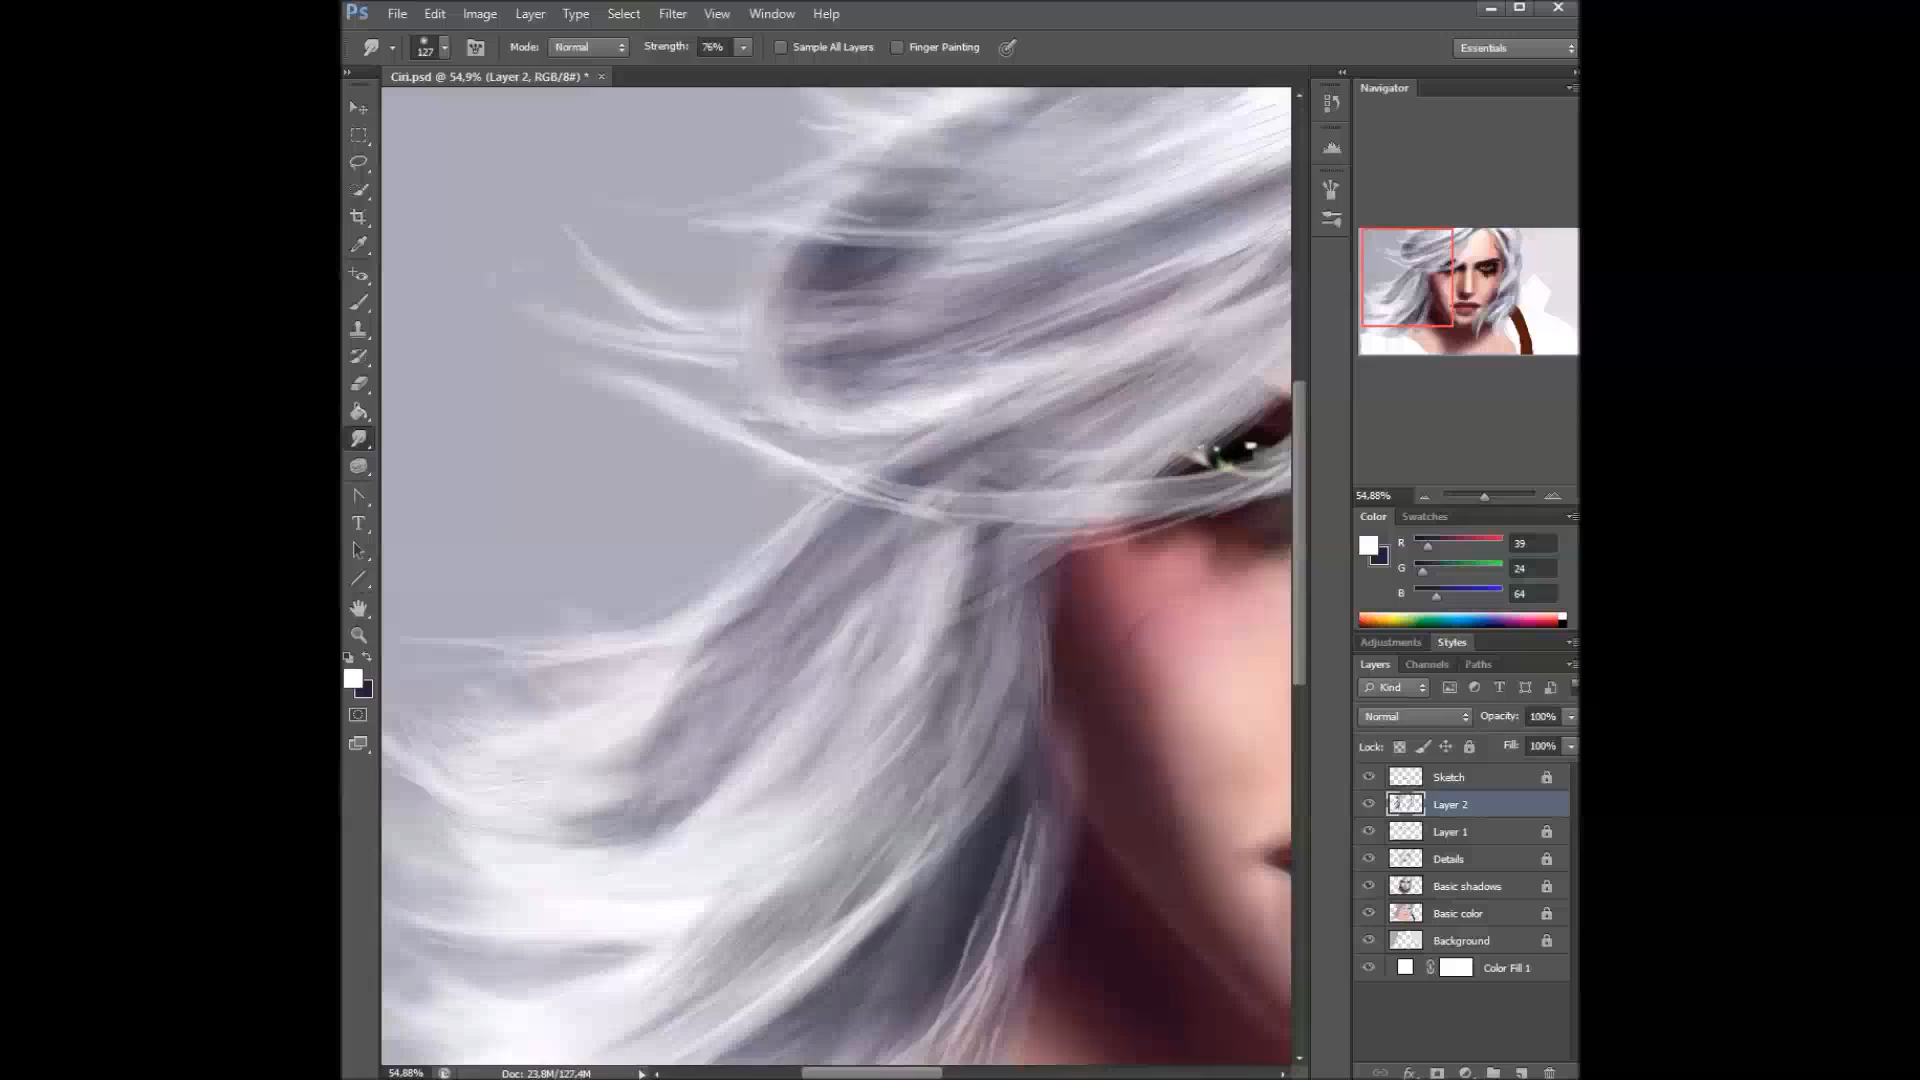 Ps File Edit Image Layer Type Select Filter View Window Help
127 Mode: Normal Strength: 76% Sample All Layers Finger Painting Essentials
Ciri.psd @ 54,9% (Layer 2, RGB/8#) * ×
Navigator
54,88%
Color Swatches
R 39
G 24
B 64
Adjustments Styles
Layers Channels Paths
Kind
Normal Opacity: 100%
Lock: Fill: 100%
Sketch
Layer 2
Layer 1
Details
Basic shadows
Basic color
Background
Color Fill 1
54,88% Doc: 23,8M/127,4M